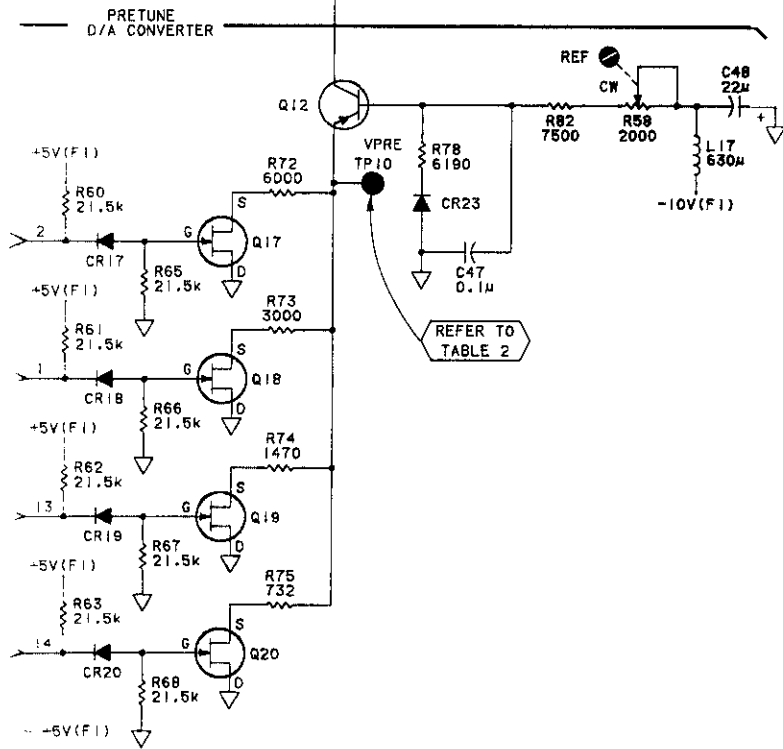 PRETUNE
D/A CONVERTER
REF
CW
C48
22µ
+
Q12
R82
7500
R58
2000
L17
630µ
-10V(F1)
VPRE
TP10
R78
6190
CR23
C47
0.1µ
REFER TO
TABLE 2
+5V(F1)
R60
21.5k
2
CR17
R65
21.5k
G
S
D
Q17
R72
6000
+5V(F1)
R61
21.5k
1
CR18
R66
21.5k
G
S
D
Q18
R73
3000
+5V(F1)
R62
21.5k
13
CR19
R67
21.5k
G
S
D
Q19
R74
1470
+5V(F1)
R63
21.5k
14
CR20
R68
21.5k
G
S
D
Q20
R75
732
+5V(F1)